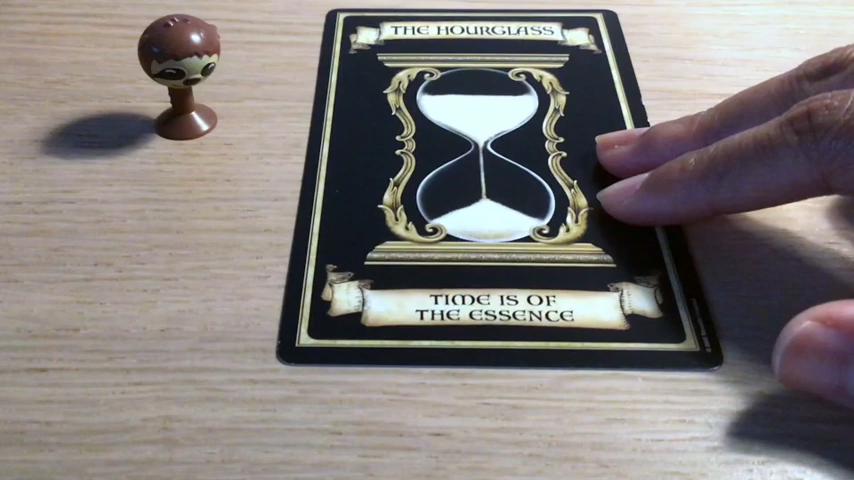 THE HOURGLASS
TIME IS OF
THE ESSENCE